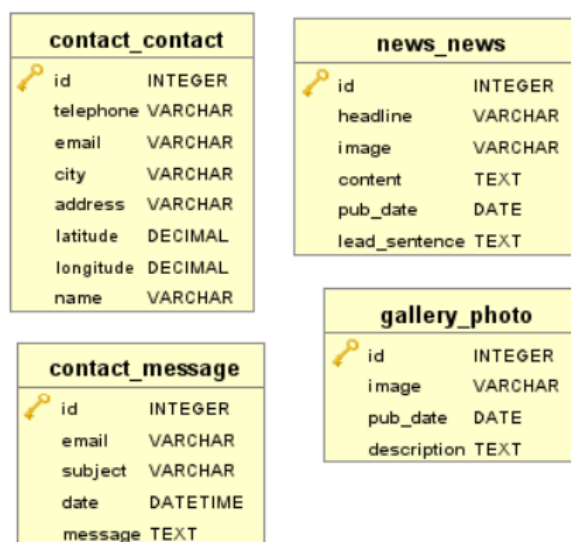 contact_contact
id INTEGER
telephone VARCHAR
email VARCHAR
city VARCHAR
address VARCHAR
latitude DECIMAL
longitude DECIMAL
name VARCHAR
contact_message
id INTEGER
email VARCHAR
subject VARCHAR
date DATETIME
message TEXT
news_news
id INTEGER
headline VARCHAR
image VARCHAR
content TEXT
pub_date DATE
lead_sentence TEXT
gallery_photo
id INTEGER
image VARCHAR
pub_date DATE
description TEXT